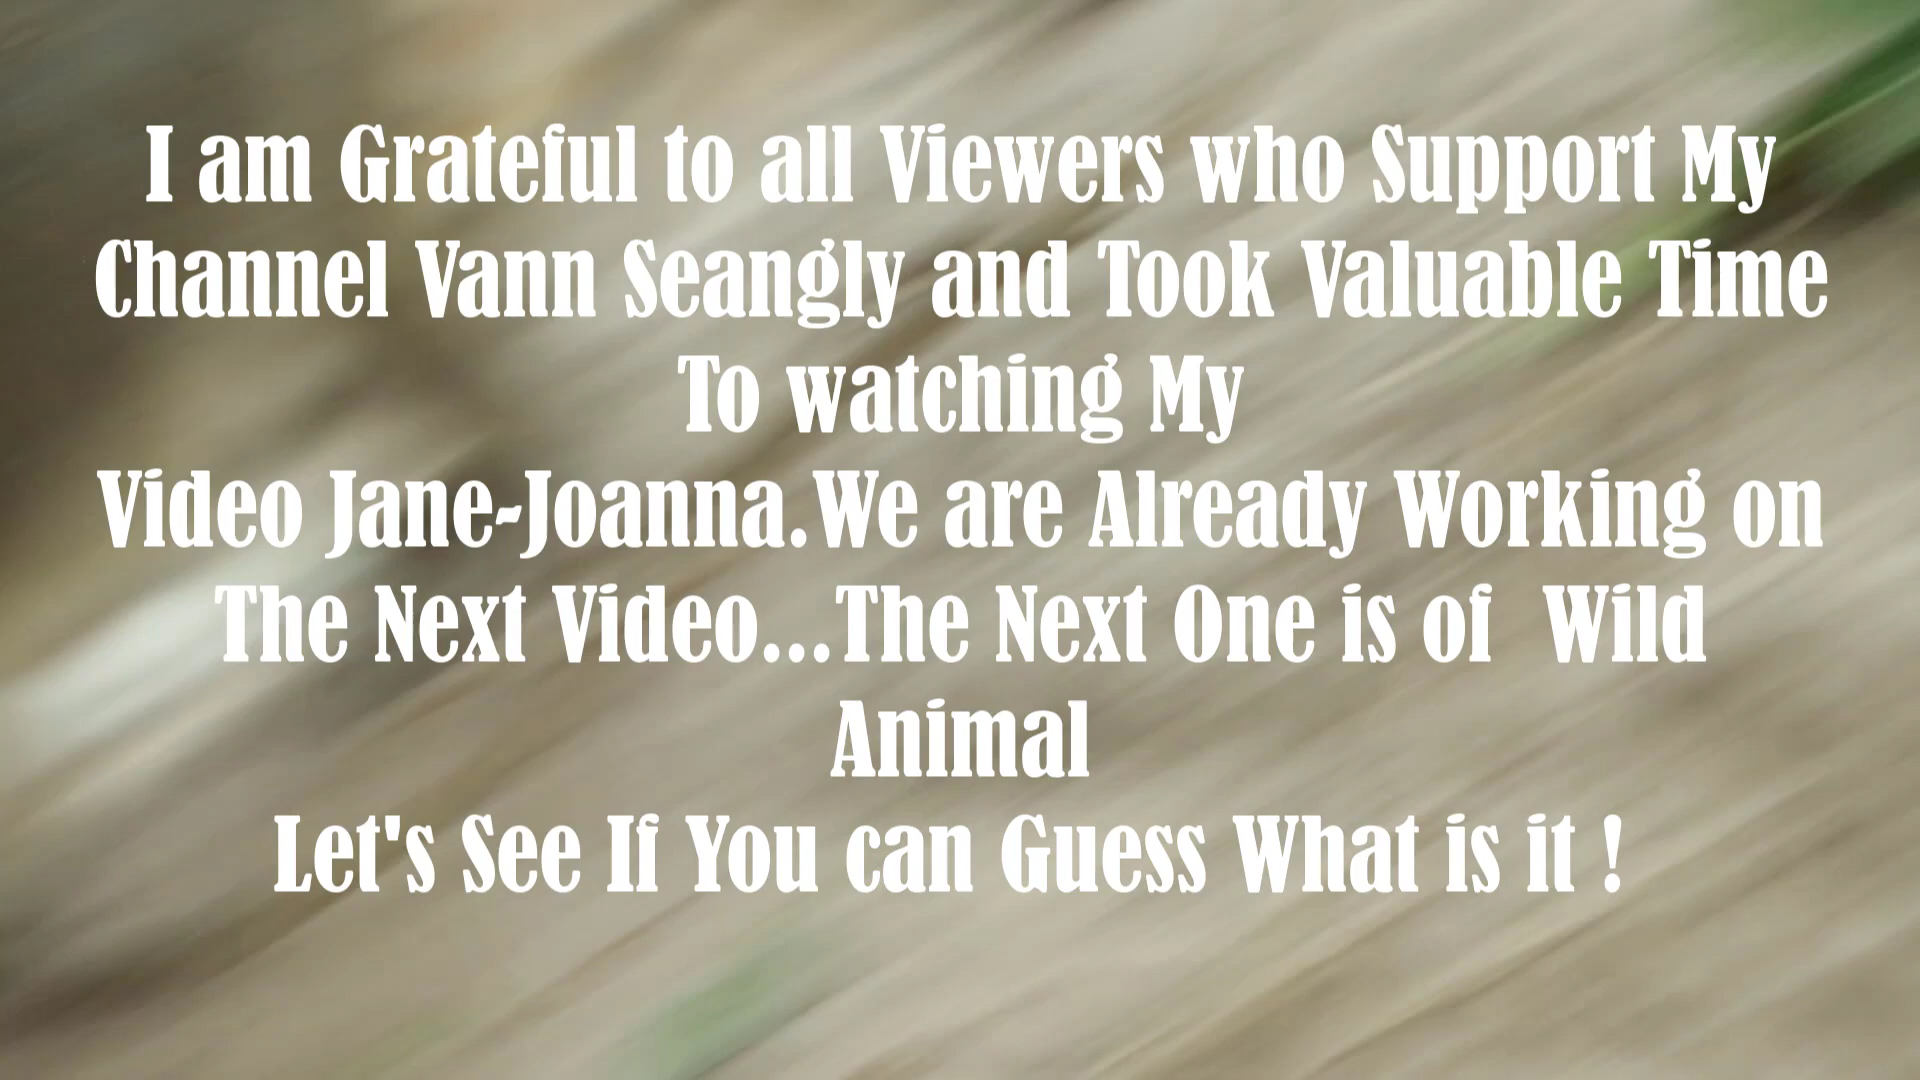 I am Grateful to all Viewers who Support My
Channel Vann Seangly and Took Valuable Time
To watching My
Video Jane-Joanna.We are Already Working on
The Next Video...The Next One is of  Wild
Animal
Let's See If You can Guess What is it !